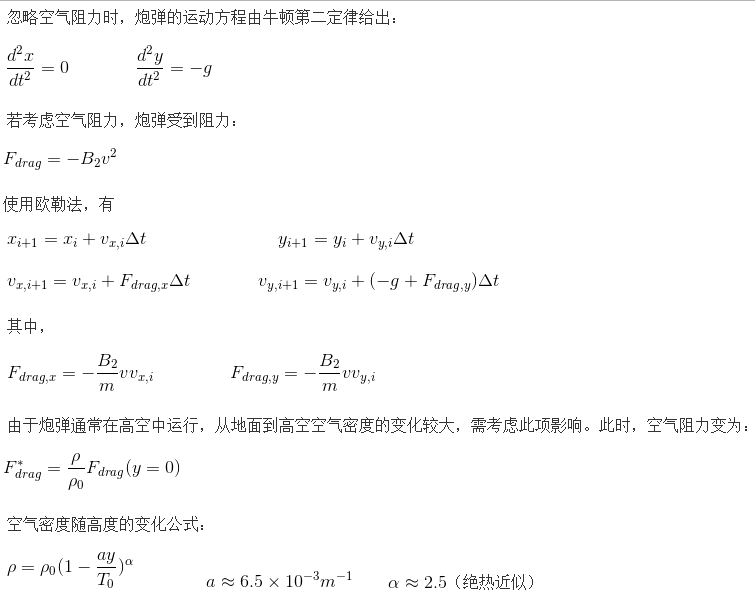 忽略空气阻力时，炮弹的运动方程由牛顿第二定律给出：
$\frac{d^2x}{dt^2} = 0$ $\frac{d^2y}{dt^2} = -g$
若考虑空气阻力，炮弹受到阻力：
$F_{drag} = -B_2v^2$
使用欧勒法，有
$x_{i+1} = x_i + v_{x,i}\Delta t$ $y_{i+1} = y_i + v_{y,i}\Delta t$
$v_{x,i+1} = v_{x,i} + F_{drag,x}\Delta t$ $v_{y,i+1} = v_{y,i} + (-g + F_{drag,y})\Delta t$
其中，
$F_{drag,x} = -\frac{B_2}{m}vv_{x,i}$ $F_{drag,y} = -\frac{B_2}{m}vv_{y,i}$
由于炮弹通常在高空中运行，从地面到高空空气密度的变化较大，需考虑此项影响。此时，空气阻力变为：
$F^*_{drag} = \frac{\rho}{\rho_0}F_{drag}(y=0)$
空气密度随高度的变化公式：
$\rho = \rho_0(1 - \frac{ay}{T_0})^\alpha$ $a \approx 6.5 \times 10^{-3}m^{-1}$ $\alpha \approx 2.5$（绝热近似）